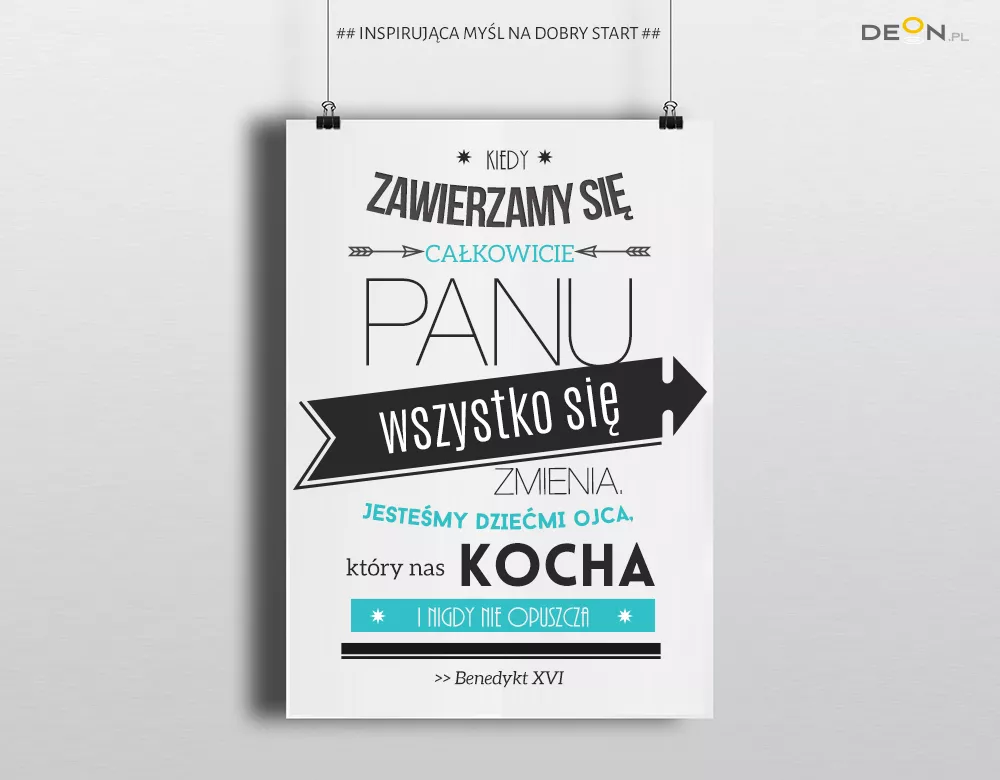 ## INSPIRUJĄCA MYŚL NA DOBRY START ##
DEON.PL
KIEDY
ZAWIERZAMY SIĘ
CAŁKOWICIE
PANU
wszystko się
ZMIENIA.
JESTEŚMY DZIEĆMI OJCA,
który nas KOCHA
I NIGDY NIE OPUSZCZA
>> Benedykt XVI